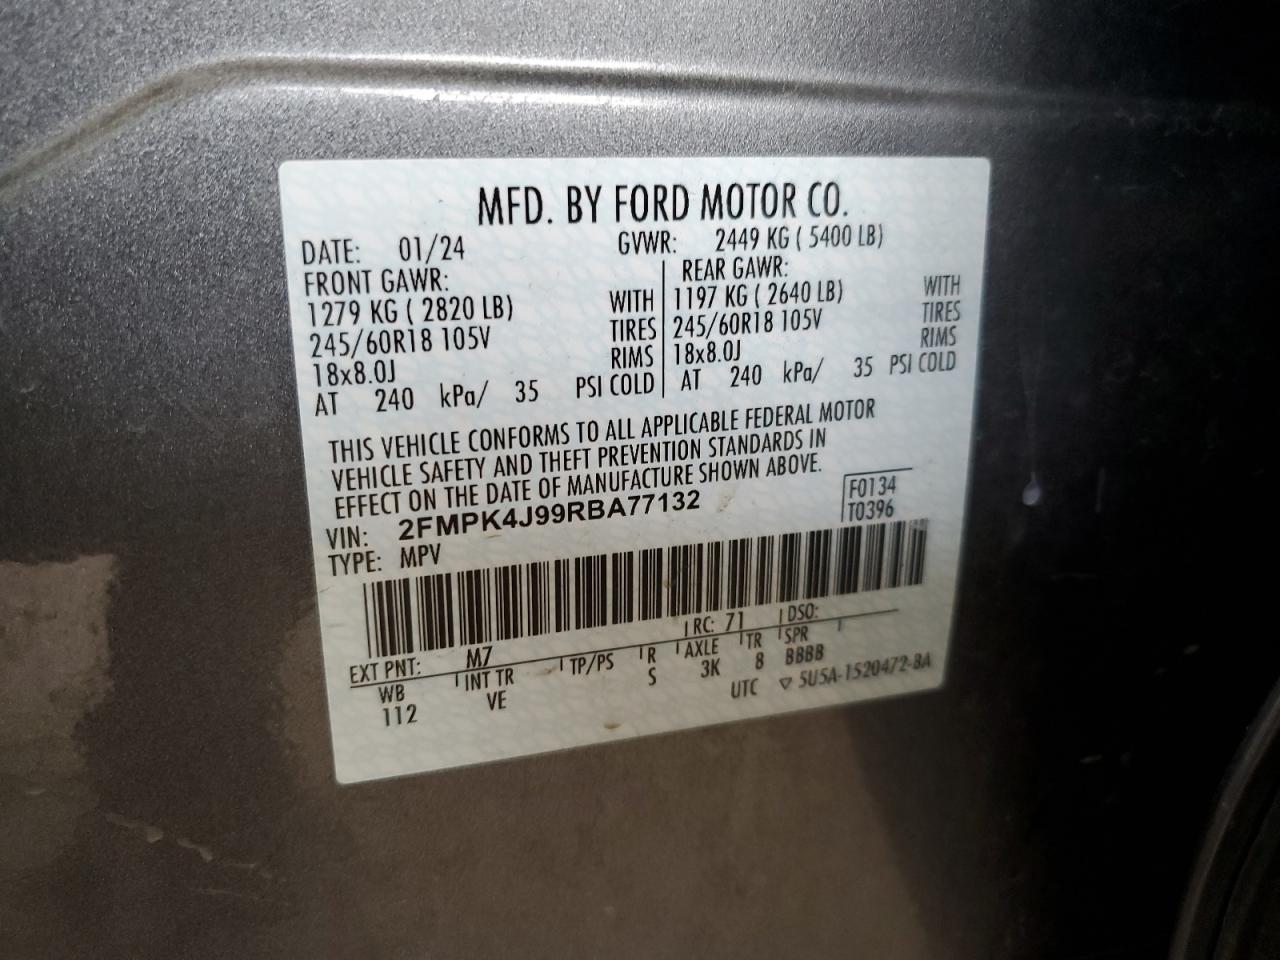 MFD. BY FORD MOTOR CO.
DATE: 01/24 GVWR: 2449 KG ( 5400 LB)
FRONT GAWR: REAR GAWR:
1279 KG ( 2820 LB) WITH 1197 KG ( 2640 LB) WITH
245/60R18 105V TIRES 245/60R18 105V TIRES
18x8.0J RIMS 18x8.0J RIMS
AT 240 kPa/ 35 PSI COLD AT 240 kPa/ 35 PSI COLD
THIS VEHICLE CONFORMS TO ALL APPLICABLE FEDERAL MOTOR
VEHICLE SAFETY AND THEFT PREVENTION STANDARDS IN
EFFECT ON THE DATE OF MANUFACTURE SHOWN ABOVE.
VIN: 2FMPK4J99RBA77132 F0134
TYPE: MPV T0396
EXT PNT: M7 RC: 71 DSO:
WB INT TR TP/PS R AXLE TR SPR
112 VE S 3K 8 BBBB
UTC ▽ 5U5A-1520472-BA